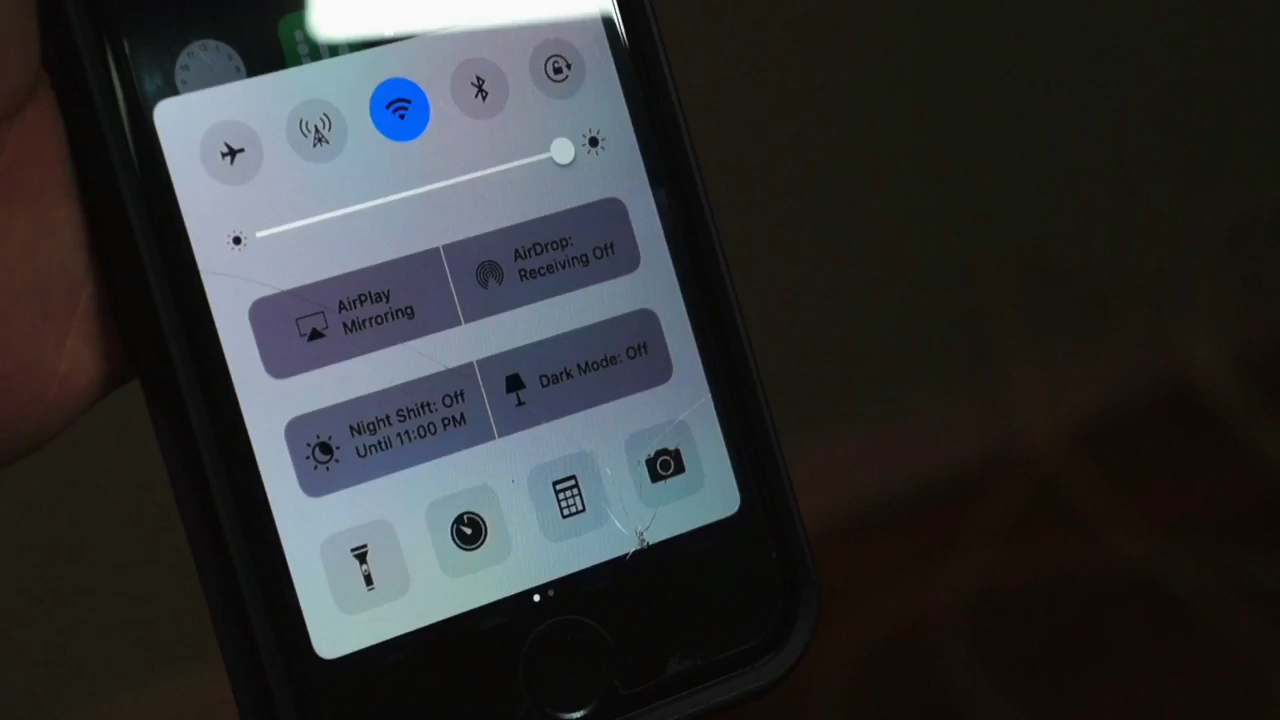 AirPlay
Mirroring
AirDrop:
Receiving Off
Night Shift: Off
Until 11:00 PM
Dark Mode: Off